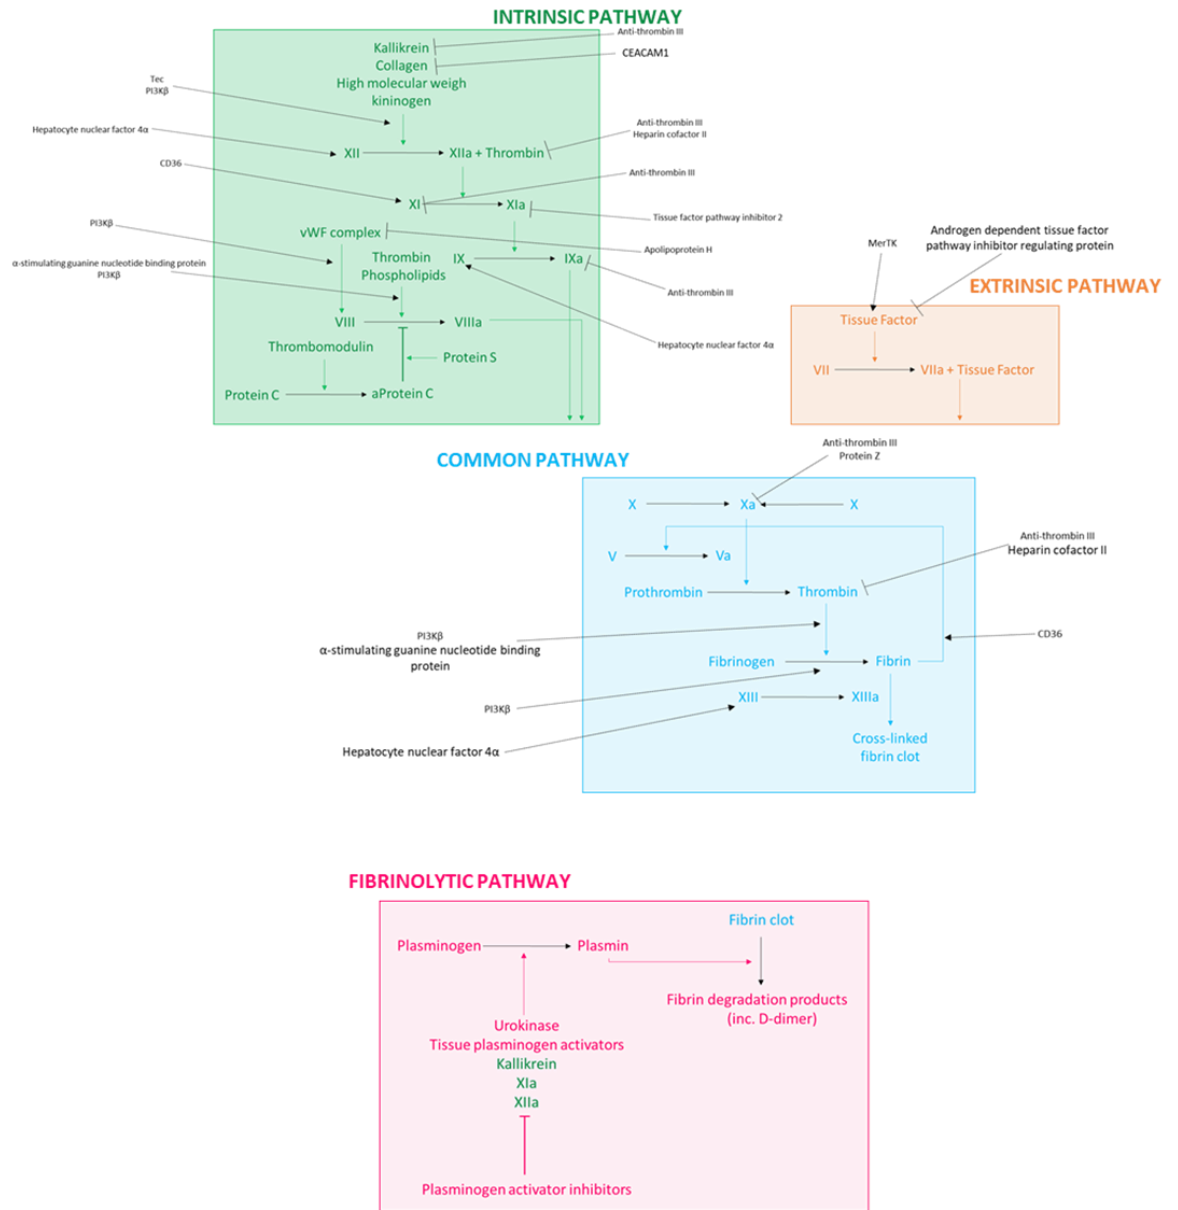 INTRINSIC PATHWAY
Anti-thrombin III
Kallikrein
CEACAM1
Collagen
High molecular weigh
kininogen
Tec
PI3Kβ
Hepatocyte nuclear factor 4α
Anti-thrombin III
Heparin cofactor II
XII
XIIa + Thrombin
CD36
Anti-thrombin III
XI
XIa
Tissue factor pathway inhibitor 2
PI3Kβ
vWF complex
Apolipoprotein H
α-stimulating guanine nucleotide binding protein
PI3Kβ
Thrombin
Phospholipids
IX
IXa
Anti-thrombin III
VIII
VIIIa
Hepatocyte nuclear factor 4α
Thrombomodulin
Protein S
Protein C
aProtein C
Androgen dependent tissue factor
pathway inhibitor regulating protein
MerTK
EXTRINSIC PATHWAY
Tissue Factor
VII
VIIa + Tissue Factor
COMMON PATHWAY
Anti-thrombin III
Protein Z
X
Xa
X
Anti-thrombin III
Heparin cofactor II
V
Va
Prothrombin
Thrombin
PI3Kβ
α-stimulating guanine nucleotide binding
protein
CD36
Fibrinogen
Fibrin
PI3Kβ
XIII
XIIIa
Hepatocyte nuclear factor 4α
Cross-linked
fibrin clot
FIBRINOLYTIC PATHWAY
Fibrin clot
Plasminogen
Plasmin
Fibrin degradation products
(inc. D-dimer)
Urokinase
Tissue plasminogen activators
Kallikrein
XIa
XIIa
Plasminogen activator inhibitors